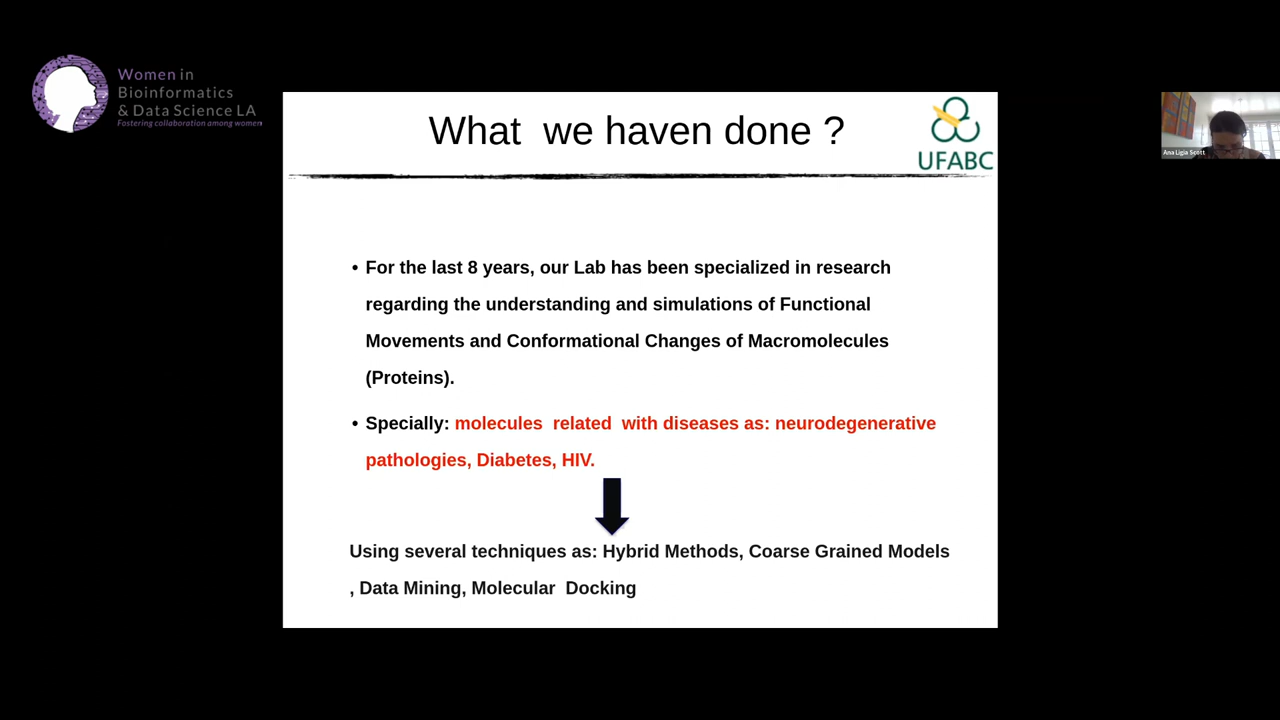 Women in
Bioinformatics
& Data Science LA
Fostering collaboration among women
What  we haven done ?
UFABC
Ana Ligia Scott
• For the last 8 years, our Lab has been specialized in research
regarding the understanding and simulations of Functional
Movements and Conformational Changes of Macromolecules
(Proteins).
• Specially: molecules  related  with diseases as: neurodegenerative
pathologies, Diabetes, HIV.
Using several techniques as: Hybrid Methods, Coarse Grained Models
, Data Mining, Molecular  Docking